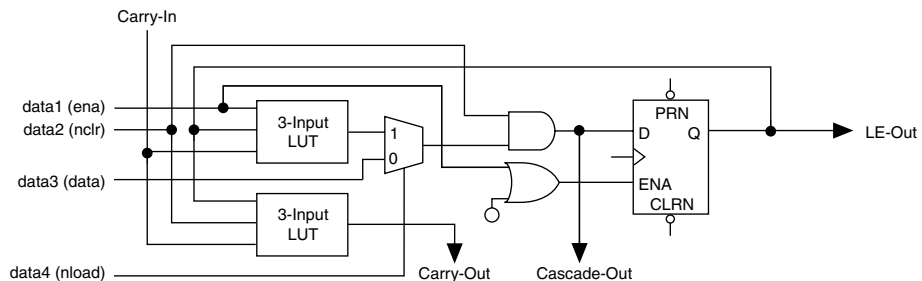 Carry-In
data1 (ena)
data2 (nclr)
data3 (data)
data4 (nload)
3-Input
LUT
3-Input
LUT
1
0
PRN
D
Q
ENA
CLRN
LE-Out
Carry-Out
Cascade-Out